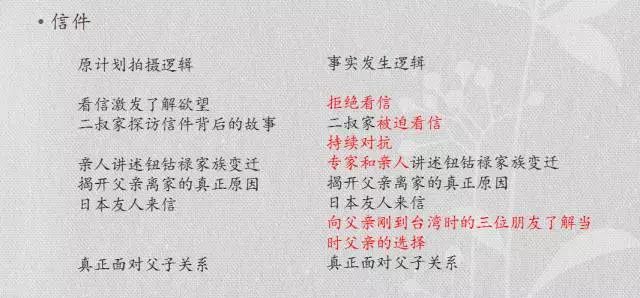 • 信件
原计划拍摄逻辑
看信激发了解欲望
二叔家探访信件背后的故事
亲人讲述钮钴禄家族变迁
揭开父亲离家的真正原因
日本友人来信
真正面对父子关系
事实发生逻辑
拒绝看信
二叔家被迫看信
持续对抗
专家和亲人讲述钮钴禄家族变迁
揭开父亲离家的真正原因
日本友人来信
向父亲刚到台湾时的三位朋友了解当
时父亲的选择
真正面对父子关系